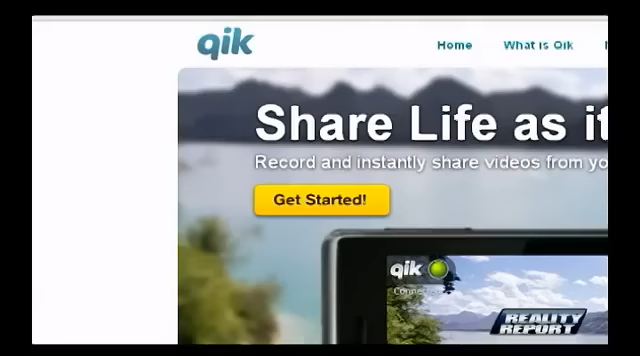 qik
Home What is Qik
Share Life as it
Record and instantly share videos from yo
Get Started!
qik
REALITY
REPORT